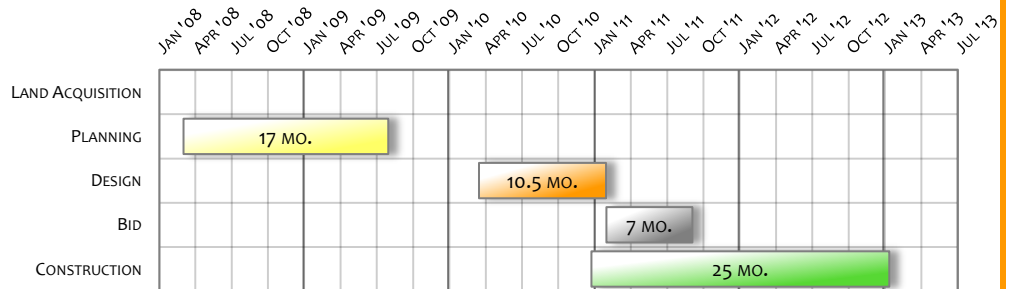 Jan '08 Apr '08 Jul '08 Oct '08 Jan '09 Apr '09 Jul '09 Oct '09 Jan '10 Apr '10 Jul '10 Oct '10 Jan '11 Apr '11 Jul '11 Oct '11 Jan '12 Apr '12 Jul '12 Oct '12 Jan '13 Apr '13 Jul '13
Land Acquisition
Planning 17 mo.
Design 10.5 mo.
Bid 7 mo.
Construction 25 mo.